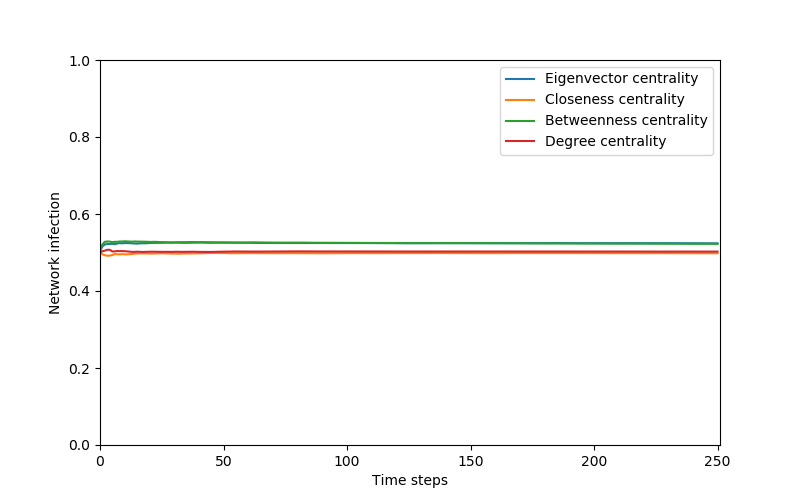 1.0
0.8
0.6
0.4
0.2
0.0
Network infection
Eigenvector centrality
Closeness centrality
Betweenness centrality
Degree centrality
0 50 100 150 200 250
Time steps